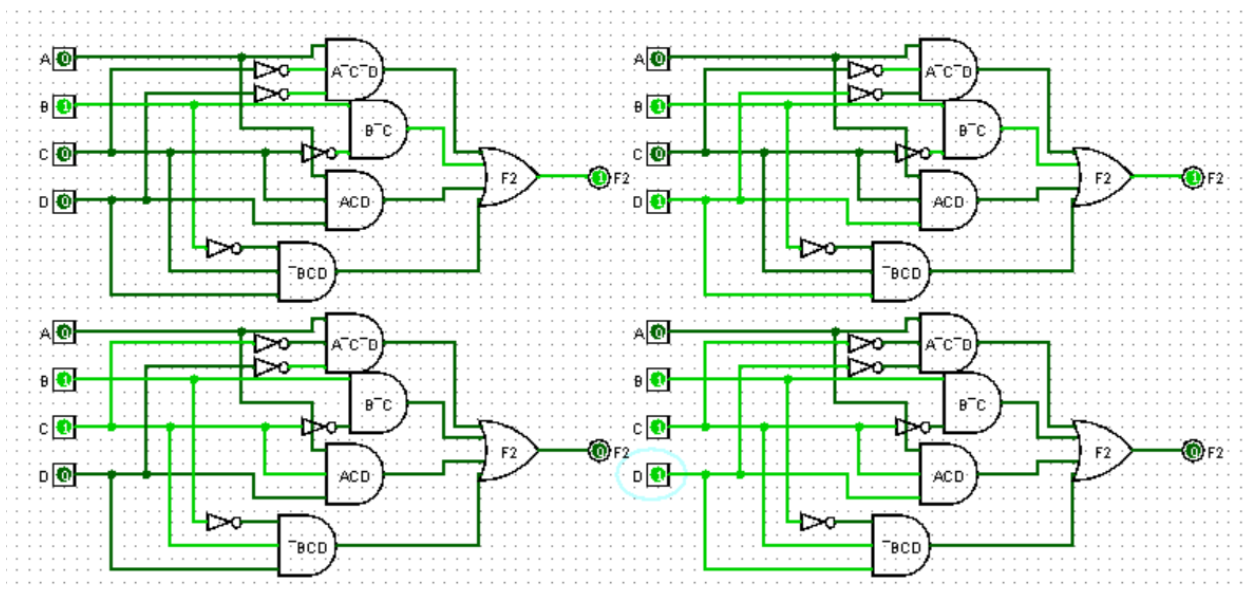 A 0 A‾C‾D
B 1 B‾C
C 0 F2 1 F2
D 0 ACD
‾BCD
A 0 A‾C‾D
B 1 B‾C
C 0 F2 1 F2
D 1 ACD
‾BCD
A 0 A‾C‾D
B 1 B‾C
C 1 F2 0 F2
D 0 ACD
‾BCD
A 0 A‾C‾D
B 1 B‾C
C 1 F2 0 F2
D 1 ACD
‾BCD